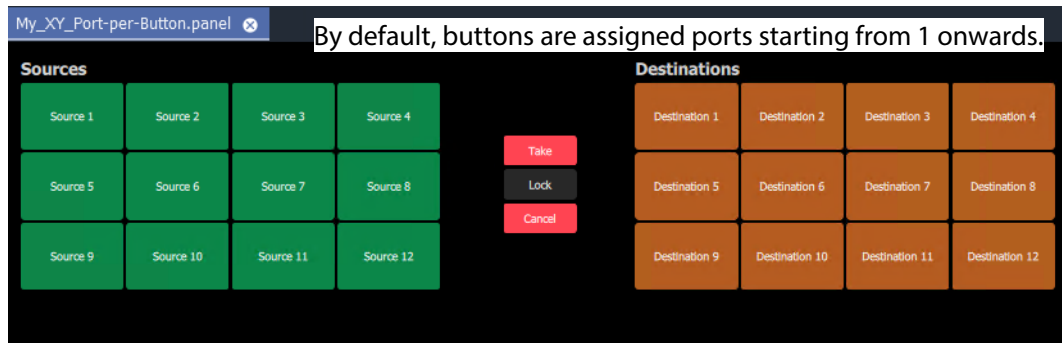 My_XY_Port-per-Button.panel
By default, buttons are assigned ports starting from 1 onwards.
Sources
Destinations
Source 1 Source 2 Source 3 Source 4
Destination 1 Destination 2 Destination 3 Destination 4
Take
Source 5 Source 6 Source 7 Source 8
Lock
Destination 5 Destination 6 Destination 7 Destination 8
Cancel
Source 9 Source 10 Source 11 Source 12
Destination 9 Destination 10 Destination 11 Destination 12